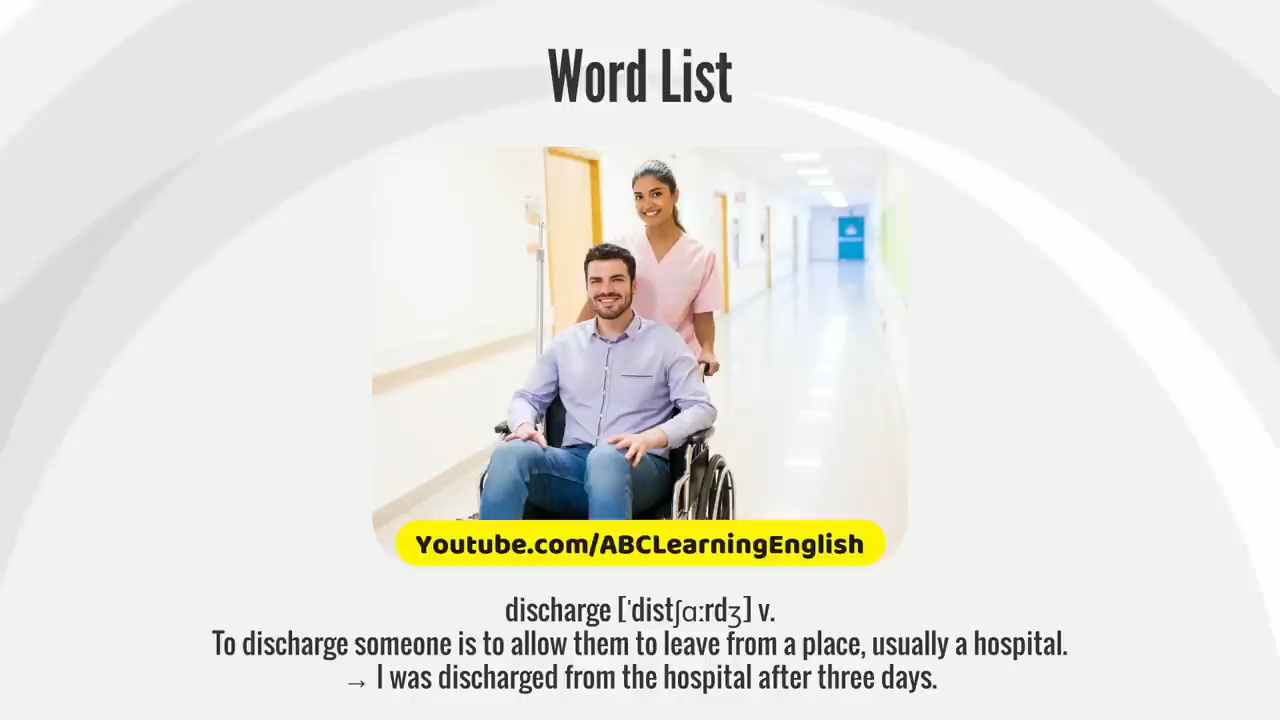 Word List
Youtube.com/ABCLearningEnglish
discharge [ˈdistʃɑːrdʒ] v.
To discharge someone is to allow them to leave from a place, usually a hospital.
→ I was discharged from the hospital after three days.